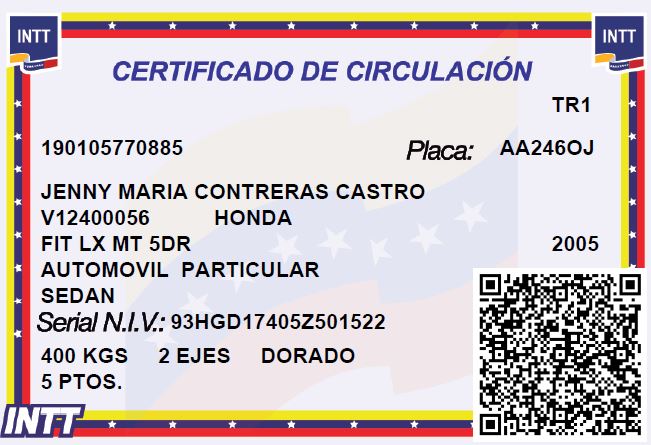 INTT
INTT
CERTIFICADO DE CIRCULACIÓN
TR1
190105770885 Placa: AA246OJ
JENNY MARIA CONTRERAS CASTRO
V12400056 HONDA
FIT LX MT 5DR 2005
AUTOMOVIL PARTICULAR
SEDAN
Serial N.I.V.: 93HGD17405Z501522
400 KGS 2 EJES DORADO
5 PTOS.
INTT